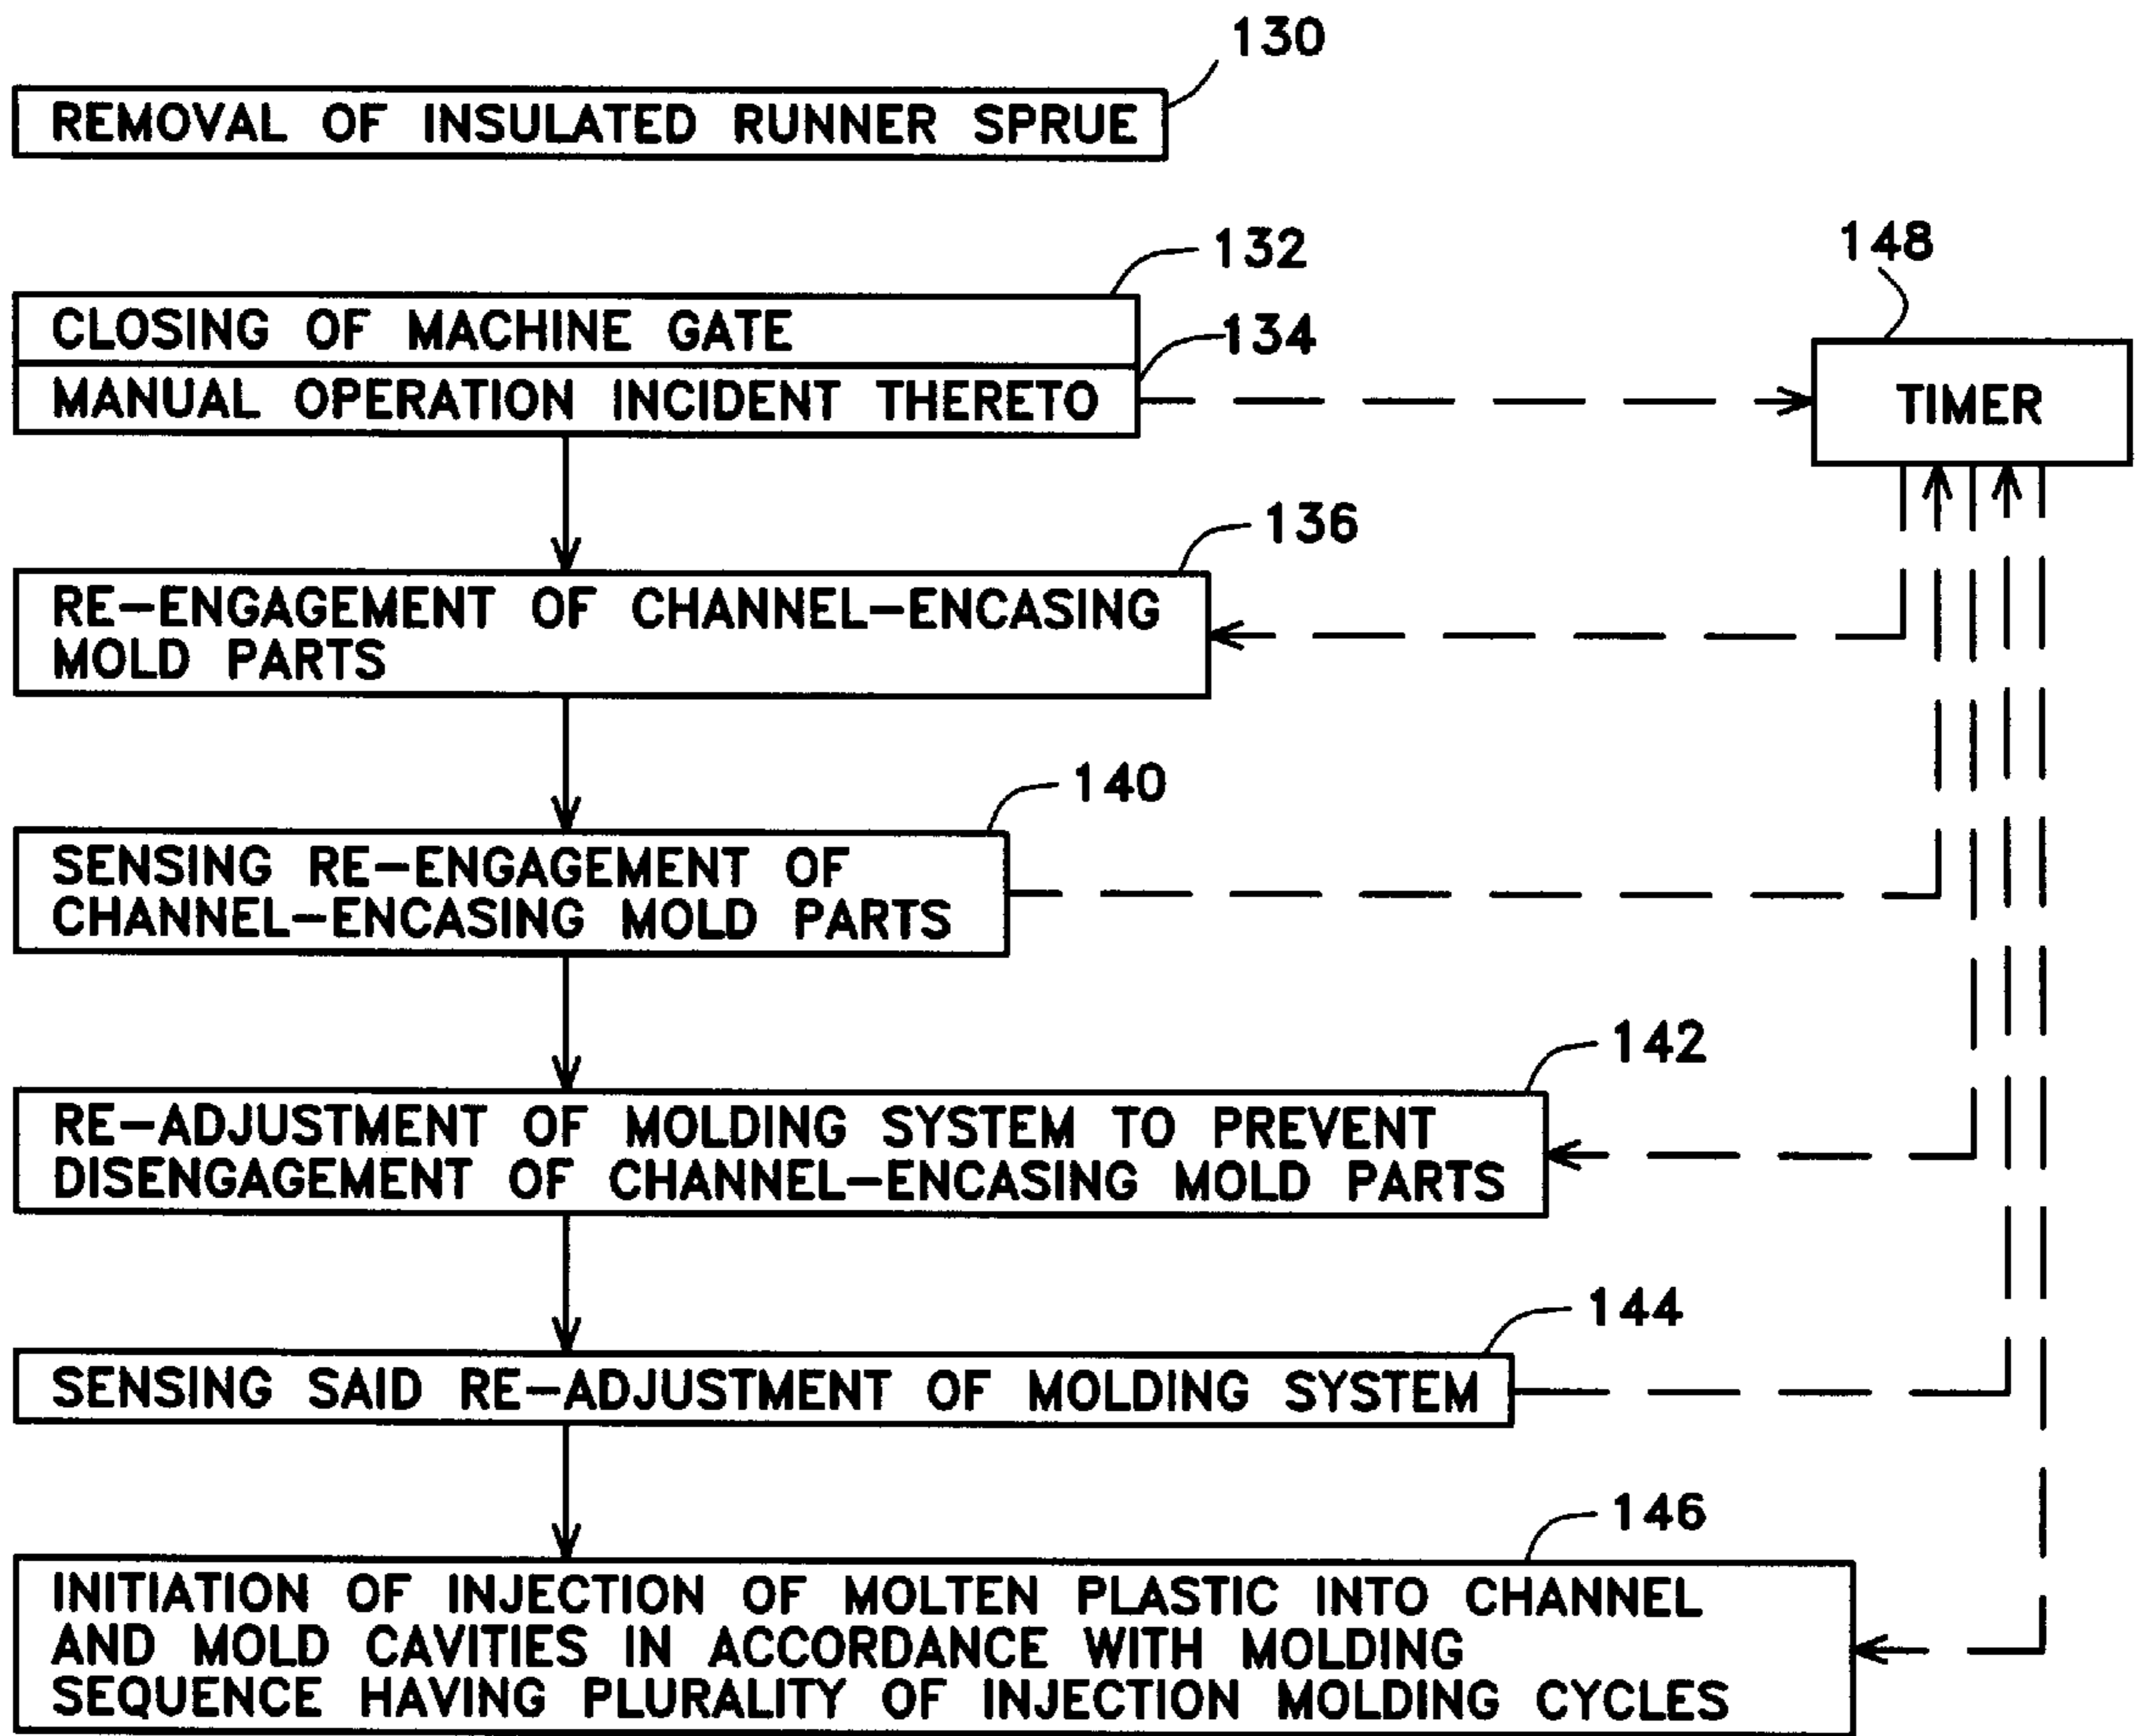 130
REMOVAL OF INSULATED RUNNER SPRUE
132
148
CLOSING OF MACHINE GATE
134
MANUAL OPERATION INCIDENT THERETO
TIMER
136
RE-ENGAGEMENT OF CHANNEL-ENCASING
MOLD PARTS
140
SENSING RE-ENGAGEMENT OF
CHANNEL-ENCASING MOLD PARTS
142
RE-ADJUSTMENT OF MOLDING SYSTEM TO PREVENT
DISENGAGEMENT OF CHANNEL-ENCASING MOLD PARTS
144
SENSING SAID RE-ADJUSTMENT OF MOLDING SYSTEM
146
INITIATION OF INJECTION OF MOLTEN PLASTIC INTO CHANNEL
AND MOLD CAVITIES IN ACCORDANCE WITH MOLDING
SEQUENCE HAVING PLURALITY OF INJECTION MOLDING CYCLES